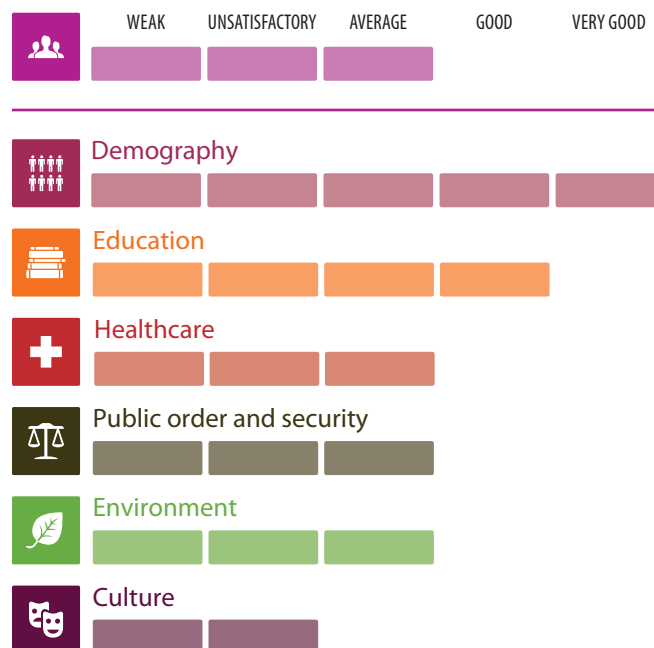 WEAK UNSATISFACTORY AVERAGE GOOD VERY GOOD
Demography
Education
Healthcare
Public order and security
Environment
Culture